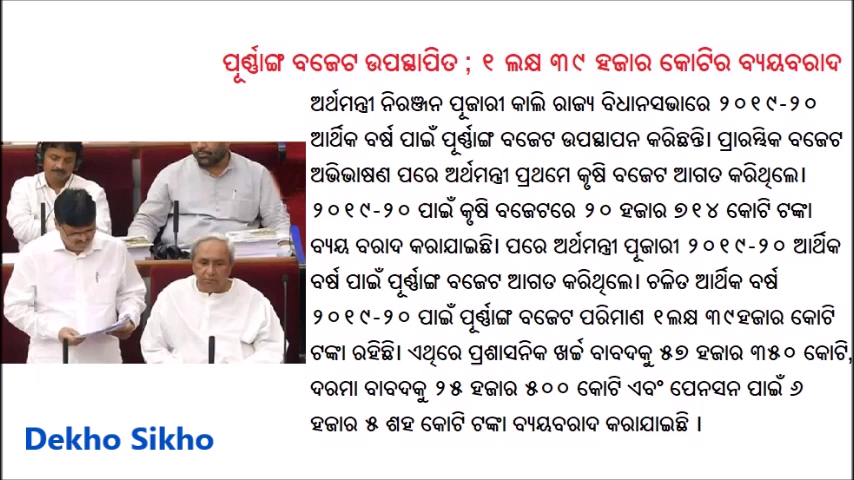 ପୂର୍ଣ୍ଣାଙ୍ଗ ବଜେଟ ଉପସ୍ଥାପିତ ; ୧ ଲକ୍ଷ ୩୯ ହଜାର କୋଟିର ବ୍ୟୟବରାଦ
ଅର୍ଥମନ୍ତ୍ରୀ ନିରଞ୍ଜନ ପୂଜାରୀ କାଲି ରାଜ୍ୟ ବିଧାନସଭାରେ ୨୦୧୯-୨୦
ଆର୍ଥିକ ବର୍ଷ ପାଇଁ ପୂର୍ଣ୍ଣାଙ୍ଗ ବଜେଟ ଉପସ୍ଥାପନ କରିଛନ୍ତି। ପ୍ରାରମ୍ଭିକ ବଜେଟ
ଅଭିଭାଷଣ ପରେ ଅର୍ଥମନ୍ତ୍ରୀ ପ୍ରଥମେ କୃଷି ବଜେଟ ଆଗତ କରିଥିଲେ।
୨୦୧୯-୨୦ ପାଇଁ କୃଷି ବଜେଟରେ ୨୦ ହଜାର ୭୧୪ କୋଟି ଟଙ୍କା
ବ୍ୟୟ ବରାଦ କରାଯାଇଛି। ପରେ ଅର୍ଥମନ୍ତ୍ରୀ ପୂଜାରୀ ୨୦୧୯-୨୦ ଆର୍ଥିକ
ବର୍ଷ ପାଇଁ ପୂର୍ଣ୍ଣାଙ୍ଗ ବଜେଟ ଆଗତ କରିଥିଲେ। ଚଳିତ ଆର୍ଥିକ ବର୍ଷ
୨୦୧୯-୨୦ ପାଇଁ ପୂର୍ଣ୍ଣାଙ୍ଗ ବଜେଟ ପରିମାଣ ୧ଲକ୍ଷ ୩୯ହଜାର କୋଟି
ଟଙ୍କା ରହିଛି। ଏଥିରେ ପ୍ରଶାସନିକ ଖର୍ଚ୍ଚ ବାବଦକୁ ୫୭ ହଜାର ୩୫୦ କୋଟି,
ଦରମା ବାବଦକୁ ୨୫ ହଜାର ୫୦୦ କୋଟି ଏବଂ ପେନସନ ପାଇଁ ୬
ହଜାର ୫ ଶହ କୋଟି ଟଙ୍କା ବ୍ୟୟବରାଦ କରାଯାଇଛି ।
Dekho Sikho